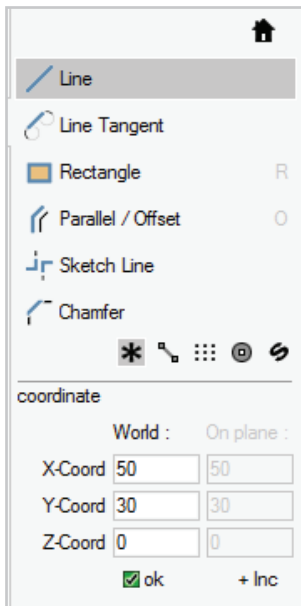 Line
Line Tangent
Rectangle R
Parallel / Offset O
Sketch Line
Chamfer
coordinate
World : On plane :
X-Coord 50 50
Y-Coord 30 30
Z-Coord 0 0
ok + Inc